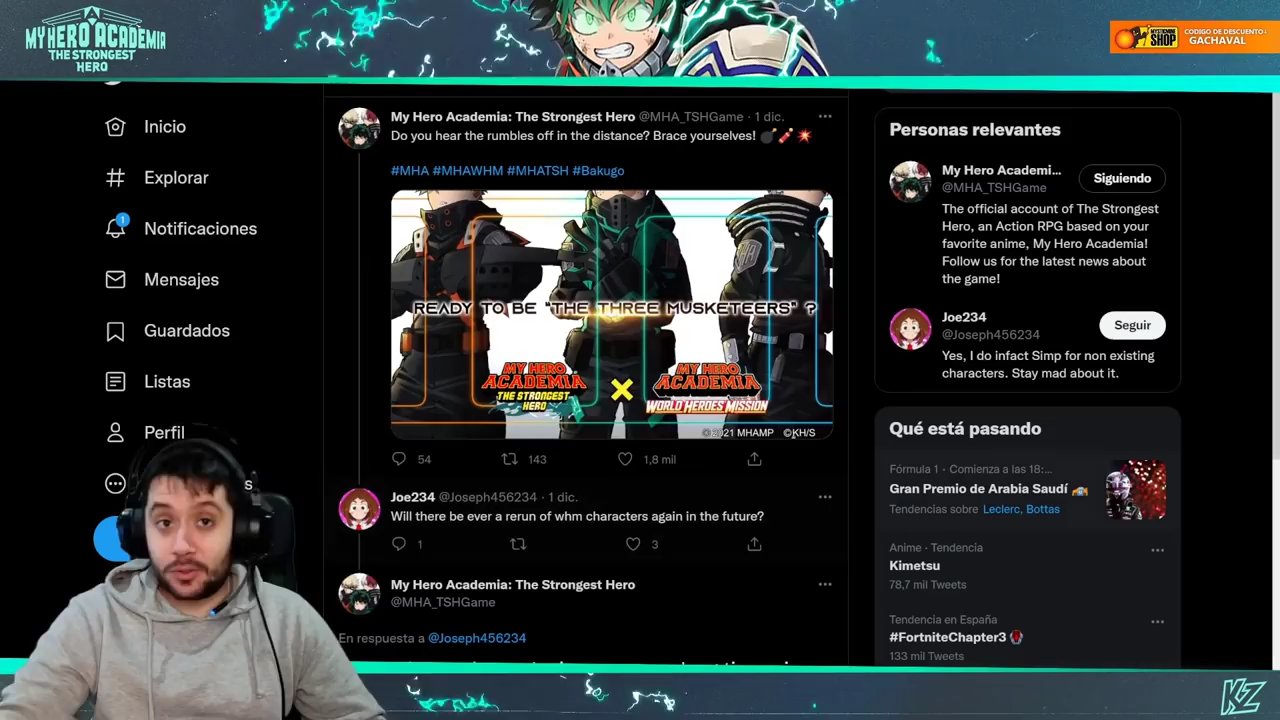 MY HERO ACADEMIA
THE STRONGEST
HERO
MYSTICNINE
SHOP
CODIGO DE DESCUENTO:
GACHAVAL
Inicio
Explorar
1
Notificaciones
Mensajes
Guardados
Listas
Perfil
s
My Hero Academia: The Strongest Hero @MHA_TSHGame · 1 dic.
Do you hear the rumbles off in the distance? Brace yourselves! 💣🧨💥
#MHA #MHAWHM #MHATSH #Bakugo
READY TO BE "THE THREE MUSKETEERS" ?
MY HERO
ACADEMIA
THE STRONGEST
HERO
X
MY HERO
ACADEMIA
WORLD HEROES MISSION
©2021 MHAMP ©KH/S
54 143 1,8 mil
Joe234 @Joseph456234 · 1 dic.
Will there be ever a rerun of whm characters again in the future?
1 3
My Hero Academia: The Strongest Hero
@MHA_TSHGame
En respuesta a @Joseph456234
Personas relevantes
My Hero Academi...
@MHA_TSHGame
Siguiendo
The official account of The Strongest
Hero, an Action RPG based on your
favorite anime, My Hero Academia!
Follow us for the latest news about
the game!
Joe234
@Joseph456234
Seguir
Yes, I do infact Simp for non existing
characters. Stay mad about it.
Qué está pasando
Fórmula 1 · Comienza a las 18:...
Gran Premio de Arabia Saudí
Tendencias sobre Leclerc, Bottas
Anime · Tendencia
Kimetsu
78,7 mil Tweets
Tendencia en España
#FortniteChapter3
133 mil Tweets
KZ